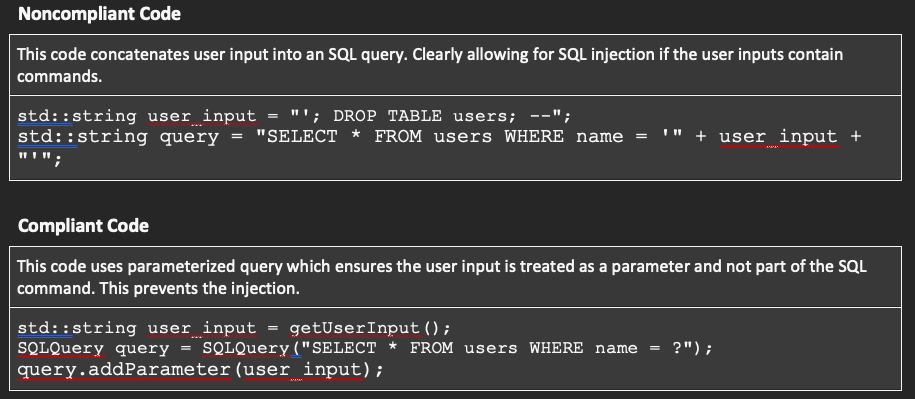 Noncompliant Code
This code concatenates user input into an SQL query. Clearly allowing for SQL injection if the user inputs contain
commands.
std::string user_input = "'; DROP TABLE users; --";
std::string query = "SELECT * FROM users WHERE name = '" + user_input +
"'";
Compliant Code
This code uses parameterized query which ensures the user input is treated as a parameter and not part of the SQL
command. This prevents the injection.
std::string user_input = getUserInput();
SQLQuery query = SQLQuery("SELECT * FROM users WHERE name = ?");
query.addParameter(user_input);